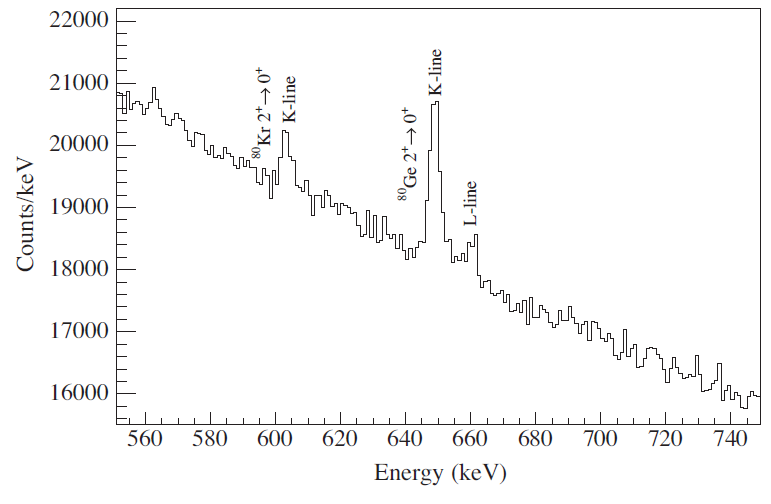 22000
21000
20000
19000
18000
17000
16000
Counts/keV
⁸⁰Kr 2⁺→0⁺
K-line
⁸⁰Ge 2⁺→0⁺
K-line
L-line
560 580 600 620 640 660 680 700 720 740
Energy (keV)